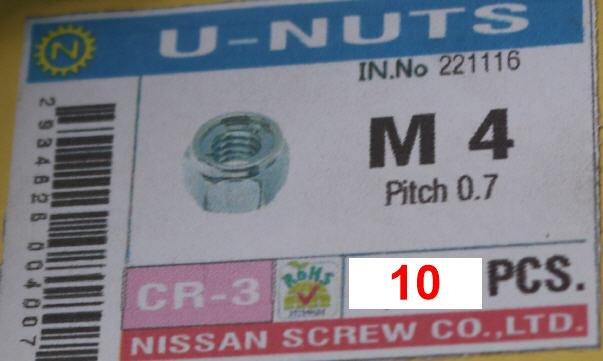 U-NUTS
IN.No 221116
M 4
Pitch 0.7
CR-3
RoHS
10 PCS.
NISSAN SCREW CO.,LTD.
N